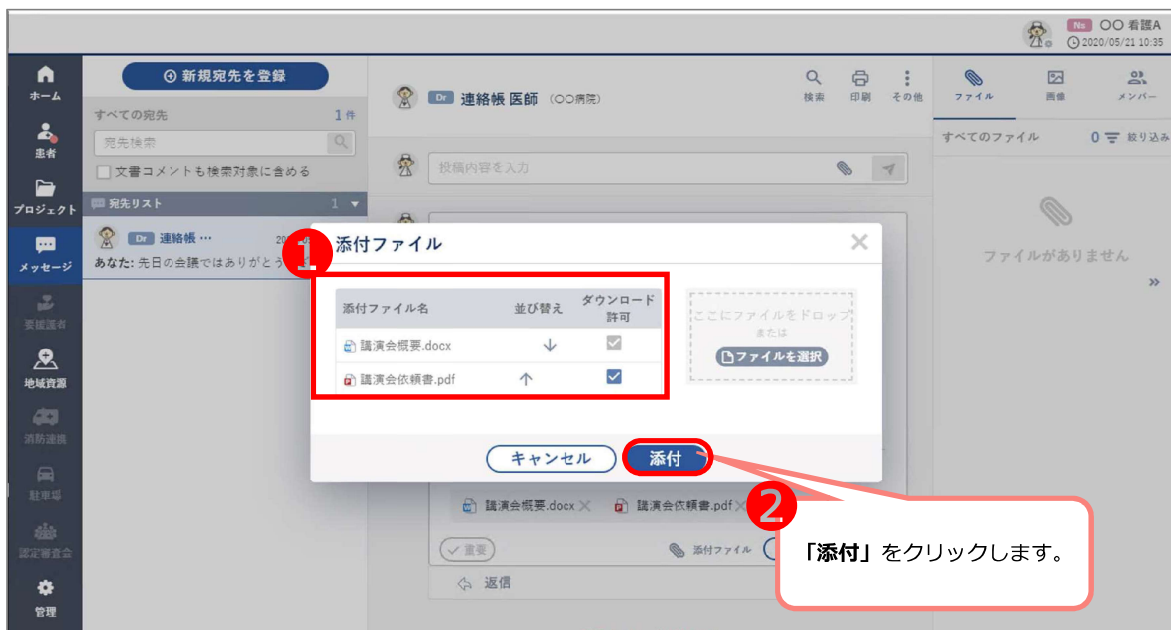 Ns 〇〇 看護A
2020/05/21 10:35
ホーム
患者
プロジェクト
メッセージ
要援護者
地域資源
消防連携
駐車場
認定審査会
管理
新規宛先を登録
すべての宛先 1件
宛先検索
文書コメントも検索対象に含める
宛先リスト 1
Dr 連絡帳 …
あなた: 先日の会議ではありがとう
Dr 連絡帳 医師 (〇〇病院)
検索 印刷 その他
投稿内容を入力
ファイル 画像 メンバー
すべてのファイル 0 絞り込み
ファイルがありません
1
添付ファイル
添付ファイル名 並び替え ダウンロード許可
講演会概要.docx
講演会依頼書.pdf
ここにファイルをドロップ
または
ファイルを選択
キャンセル 添付
講演会概要.docx 講演会依頼書.pdf
重要 添付ファイル
返信
2
「添付」をクリックします。